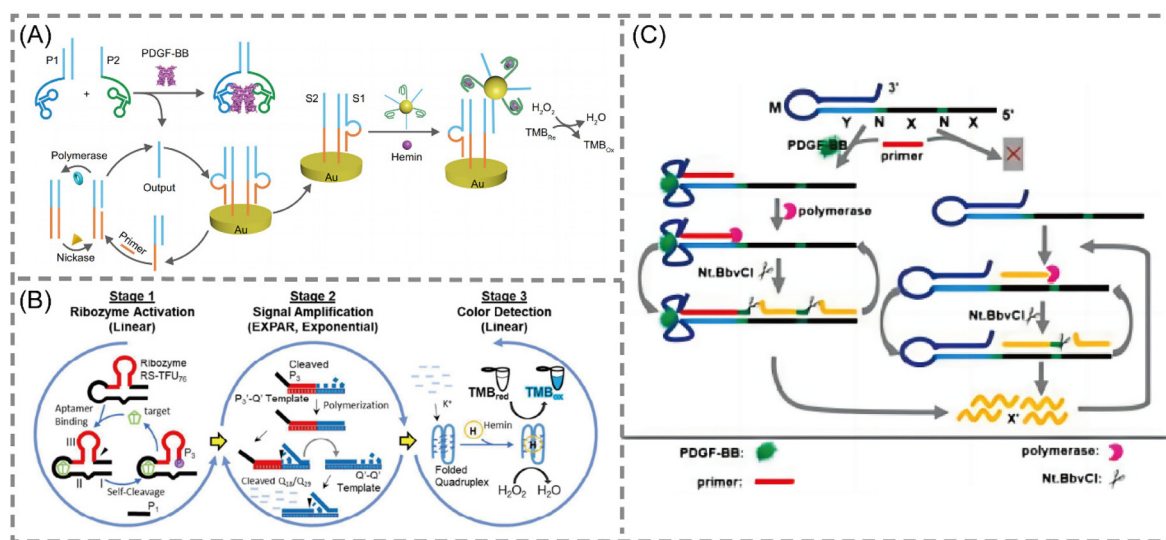 (A)
P1
P2
PDGF-BB
+
Polymerase
Output
Nickase
Primer
Au
S2
S1
Au
Hemin
Au
H2O2
H2O
TMBRe
TMBOx
(B)
Stage 1
Ribozyme Activation
(Linear)
Ribozyme
RS-TFU76
Aptamer
Binding
target
III
II
I
P3
Self-Cleavage
P1
Stage 2
Signal Amplification
(EXPAR, Exponential)
Cleaved
P3
P3'-Q' Template
Polymerization
Cleaved Q18/Q29
Q'-Q'
Template
Stage 3
Color Detection
(Linear)
TMBred
TMBox
K+
H
Hemin
H
Folded
Quadruplex
H2O2
H2O
(C)
M
3'
5'
Y N X N X
PDGF-BB
primer
polymerase
Nt.BbvCI
Nt.BbvCI
X'
PDGF-BB:
polymerase:
primer:
Nt.BbvCI: